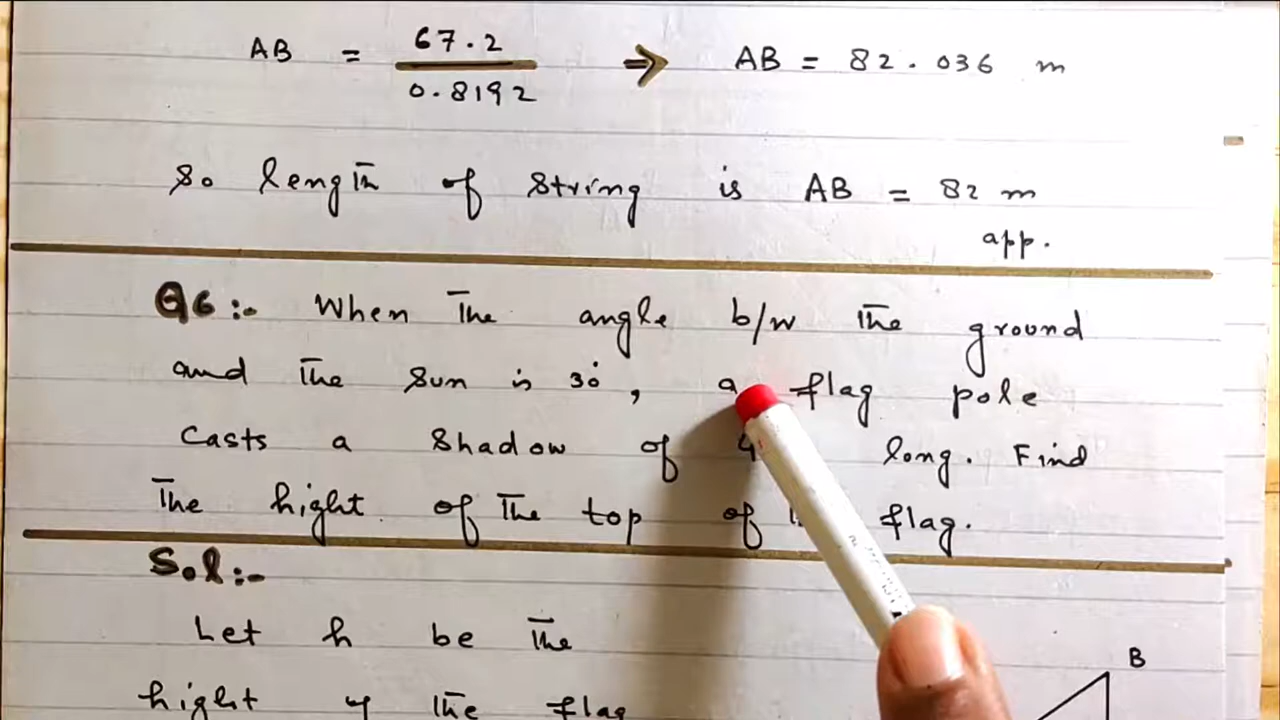 AB = 67.2 / 0.8192 ⇒ AB = 82.036 m
So length of string is AB = 82 m
app.
Q6:- When the angle b/w the ground
and the Sun is 30°, a flag pole
Casts a Shadow of long. Find
The hight of The top of flag.
Sol:-
Let h be the
hight of the flag
B